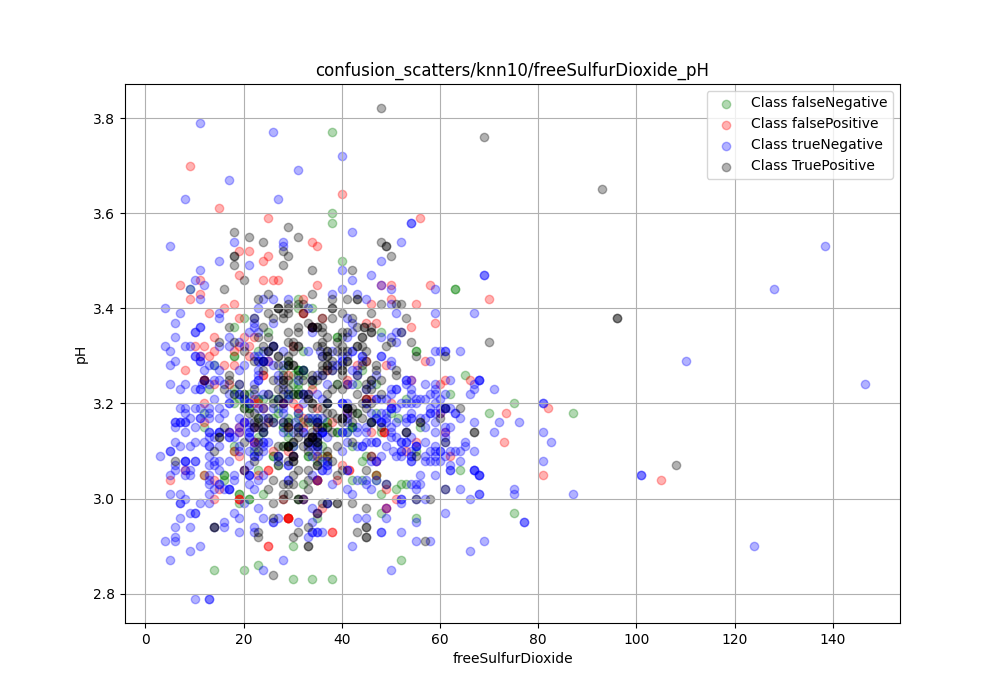 confusion_scatters/knn10/freeSulfurDioxide_pH
Class falseNegative
Class falsePositive
Class trueNegative
Class TruePositive
3.8
3.6
3.4
3.2
3.0
2.8
pH
0 20 40 60 80 100 120 140
freeSulfurDioxide